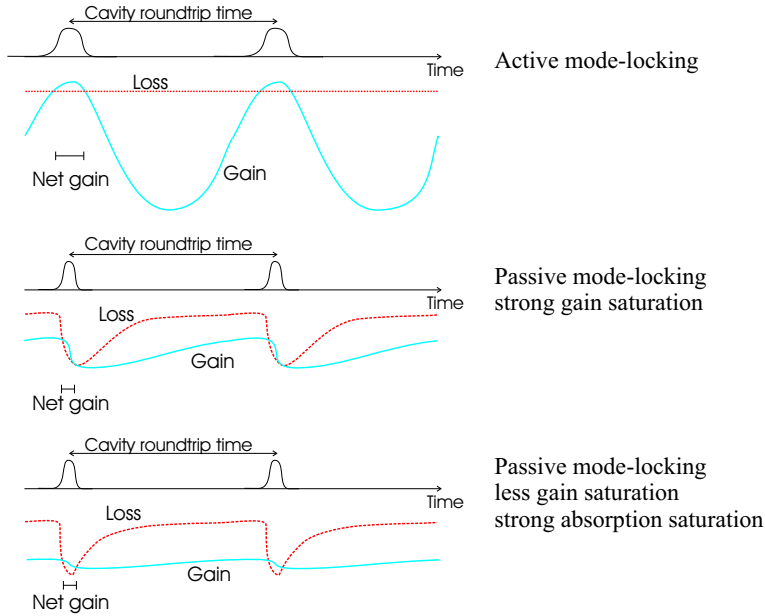 Cavity roundtrip time
Time
Active mode-locking
Loss
Gain
Net gain
Cavity roundtrip time
Time
Passive mode-locking
strong gain saturation
Loss
Gain
Net gain
Cavity roundtrip time
Time
Passive mode-locking
less gain saturation
strong absorption saturation
Loss
Gain
Net gain